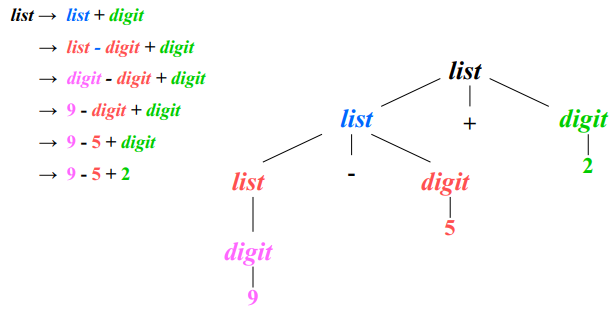 list → list + digit
→ list - digit + digit
→ digit - digit + digit
→ 9 - digit + digit
→ 9 - 5 + digit
→ 9 - 5 + 2
list
list + digit
list - digit 2
digit 5
9